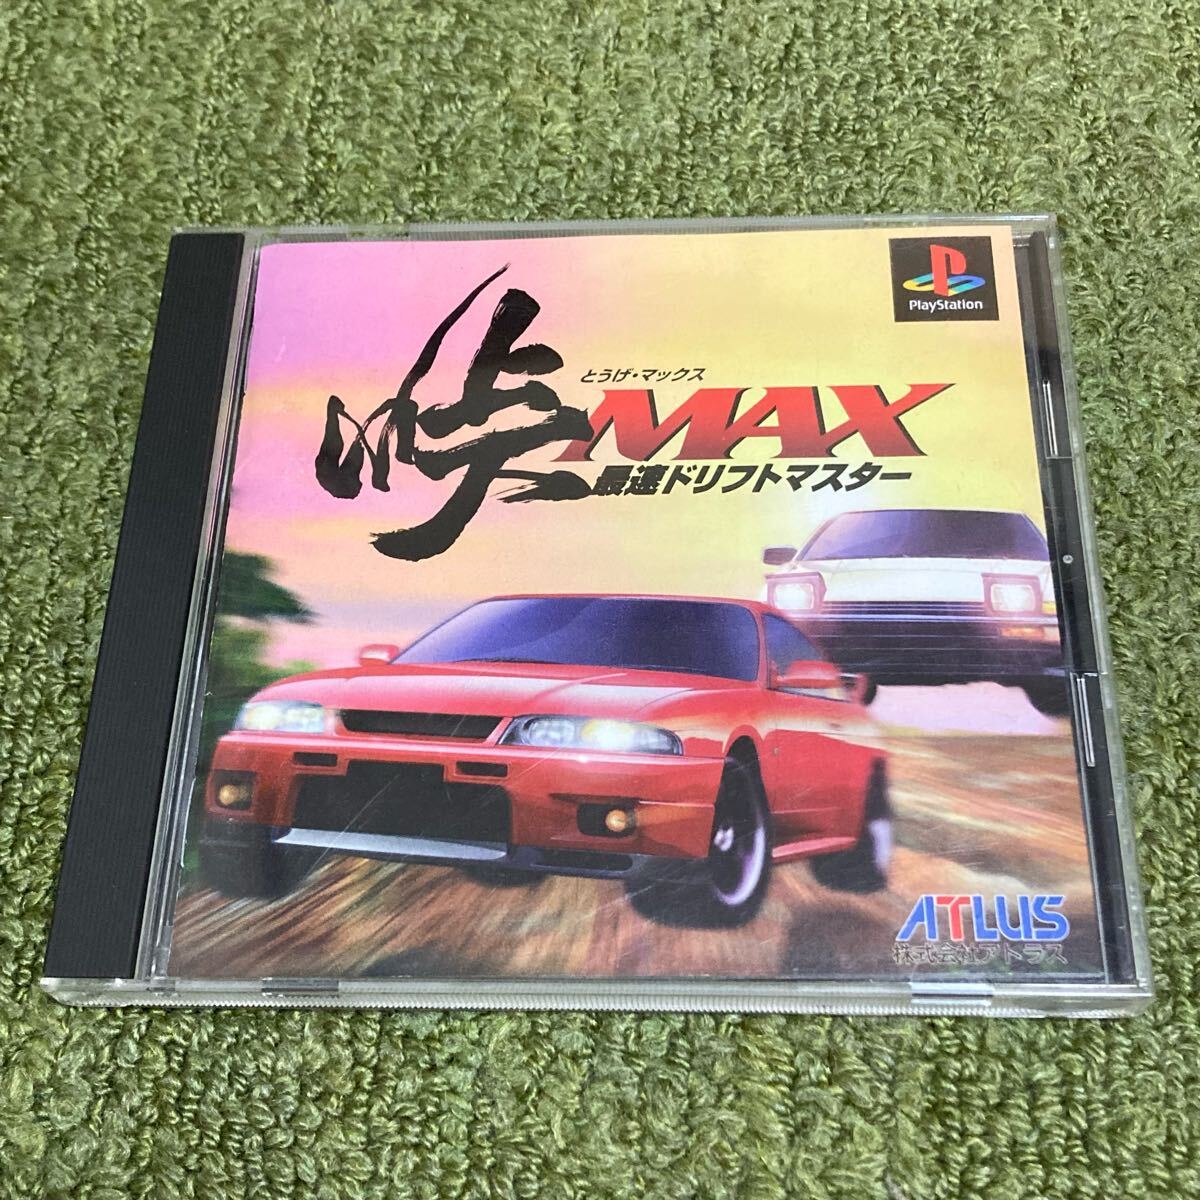 PlayStation
とうげ・マックス
峠MAX
最速ドリフトマスター
ATLUS
株式会社アトラス